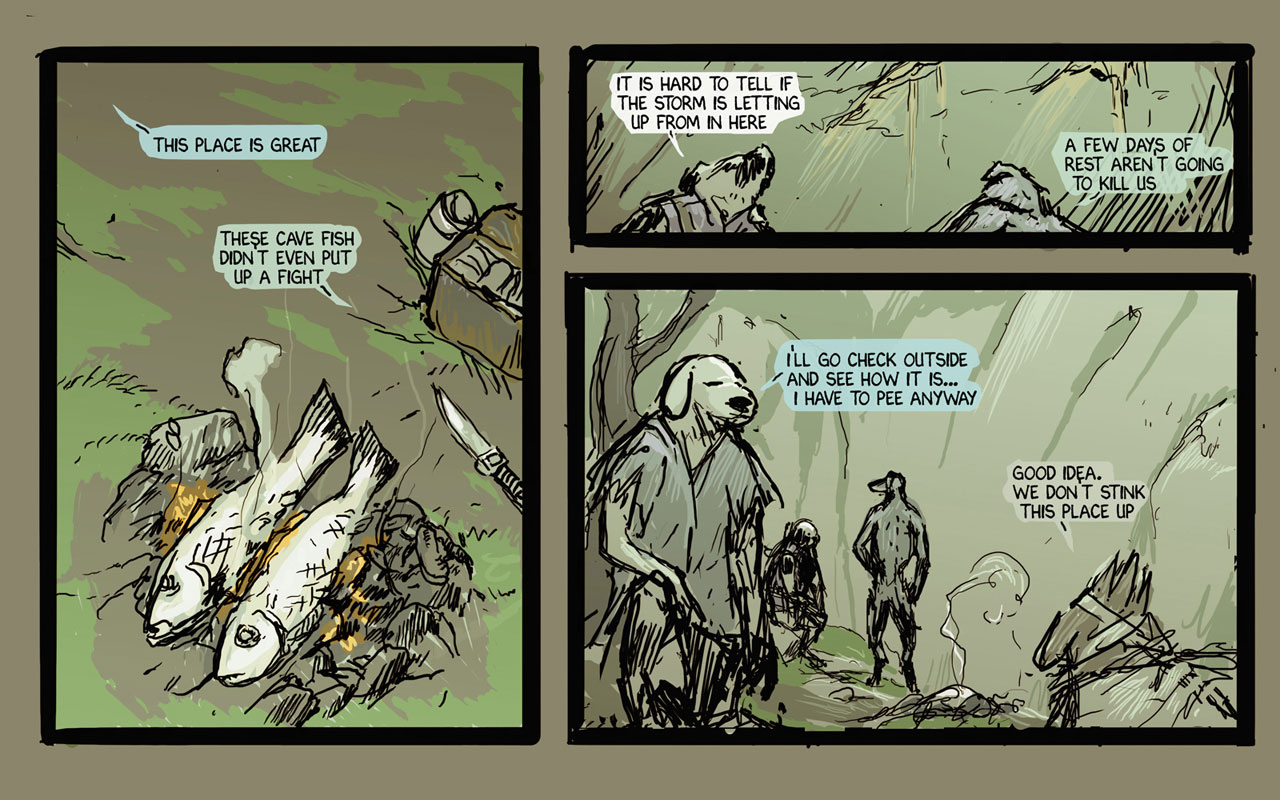 THIS PLACE IS GREAT
THESE CAVE FISH
DIDN'T EVEN PUT
UP A FIGHT
IT IS HARD TO TELL IF
THE STORM IS LETTING
UP FROM IN HERE
A FEW DAYS OF
REST AREN'T GOING
TO KILL US
I'LL GO CHECK OUTSIDE
AND SEE HOW IT IS...
I HAVE TO PEE ANYWAY
GOOD IDEA.
WE DON'T STINK
THIS PLACE UP